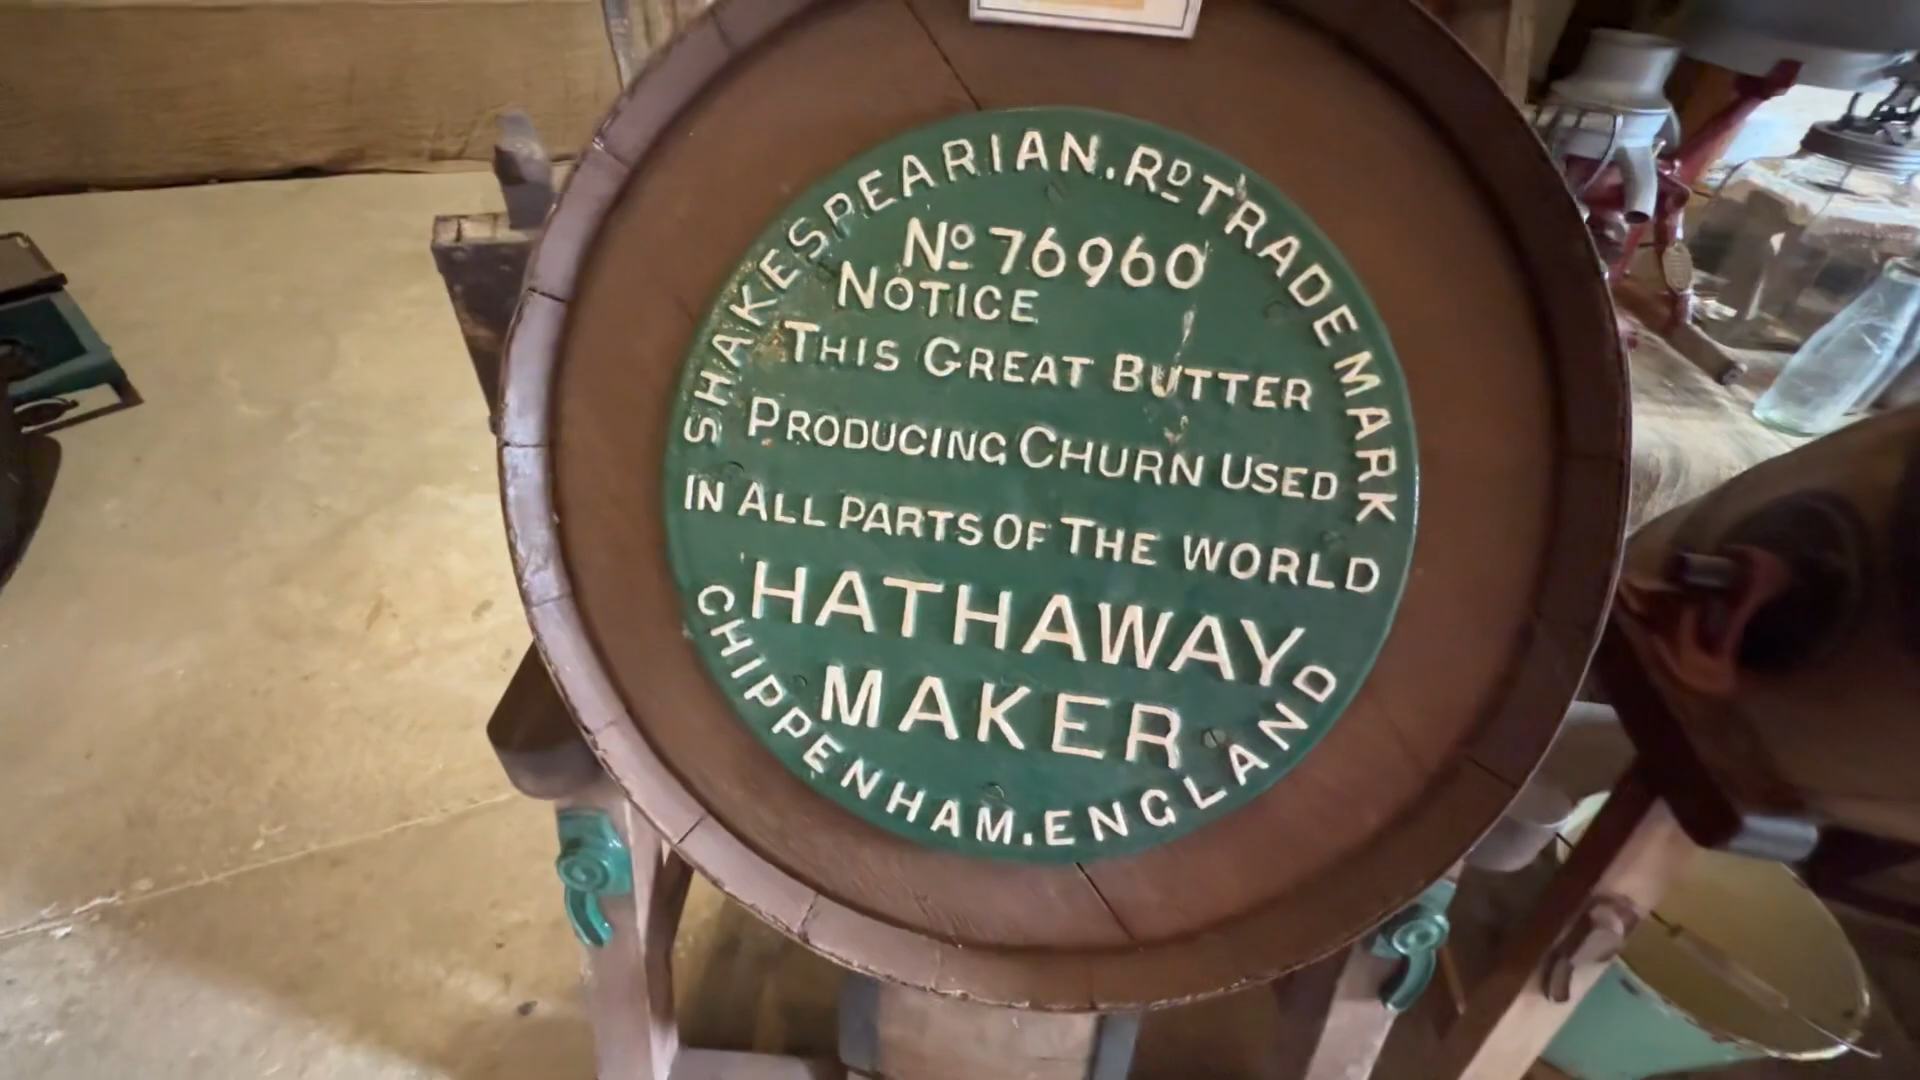 SHAKESPEARIAN. RD TRADE MARK
No 76960
NOTICE
THIS GREAT BUTTER
PRODUCING CHURN USED
IN ALL PARTS OF THE WORLD
HATHAWAY
MAKER
CHIPPENHAM. ENGLAND